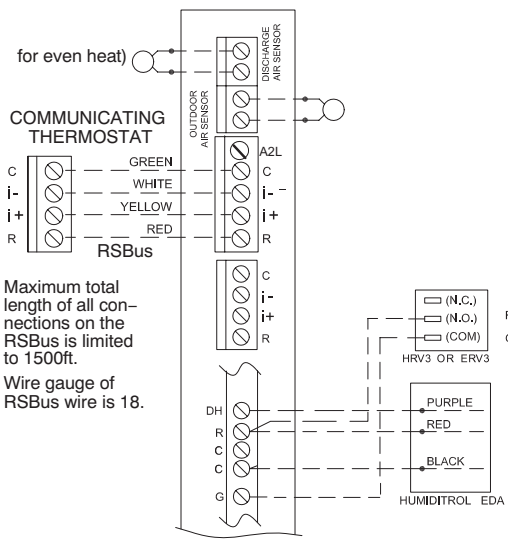 for even heat)
DISCHARGE
AIR SENSOR
OUTDOOR
AIR SENSOR
COMMUNICATING
THERMOSTAT
A2L
C GREEN C
i- WHITE i-
i+ YELLOW i+
R RED R
RSBus
C
i-
i+
R
Maximum total
length of all con-
nections on the
RSBus is limited
to 1500ft.
Wire gauge of
RSBus wire is 18.
(N.C.)
(N.O.)
(COM)
HRV3 OR ERV3
DH PURPLE
R RED
C
C BLACK
G
HUMIDITROL EDA